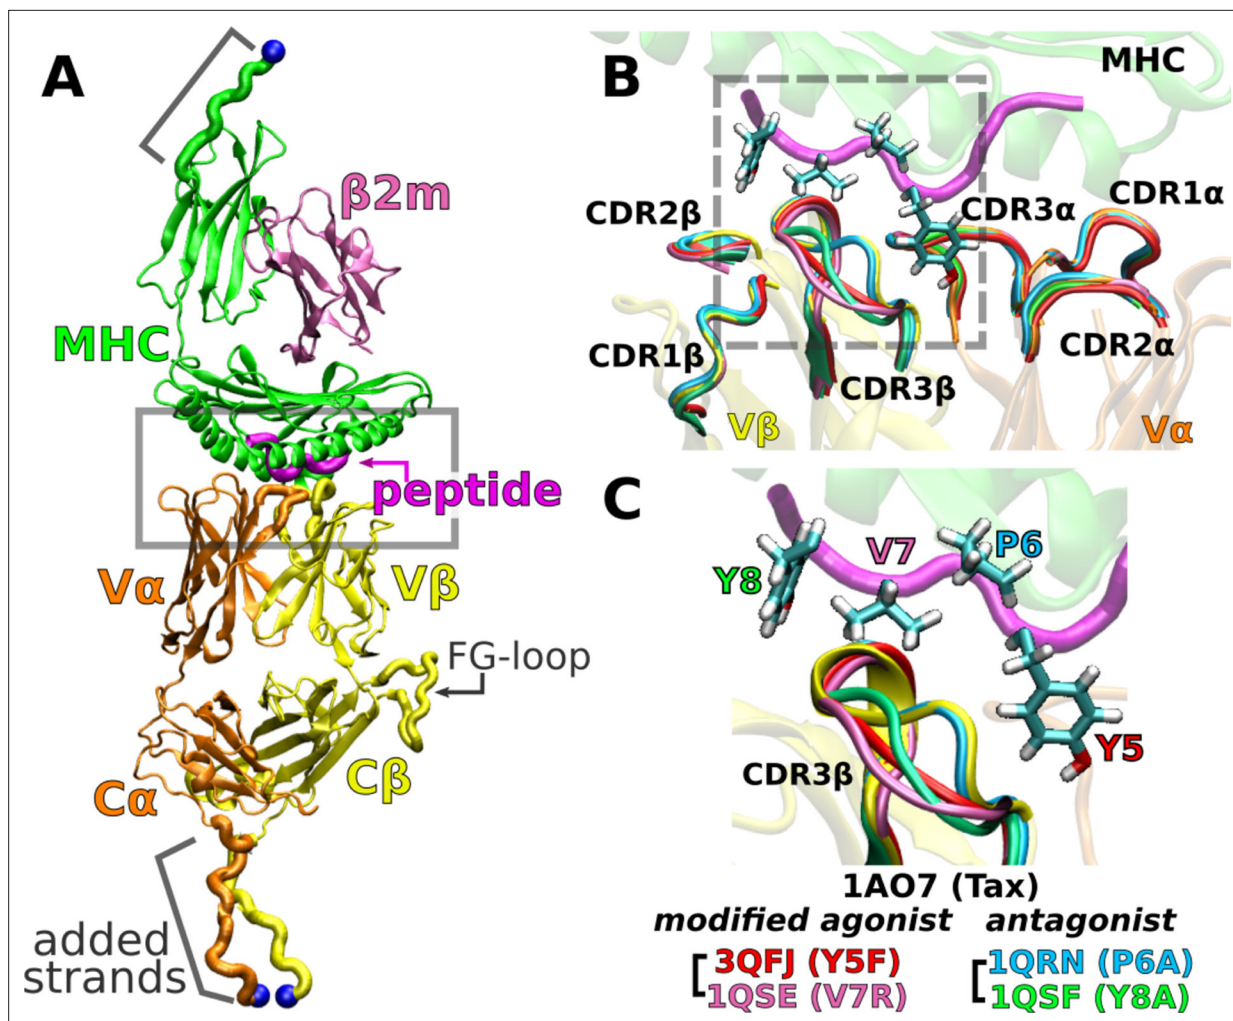 A
β2m
MHC
peptide
Vα
Vβ
FG-loop
Cβ
Cα
added
strands
B
MHC
CDR2β
CDR3α
CDR1α
CDR1β
CDR3β
CDR2α
Vβ
Vα
C
V7
P6
Y8
Y5
CDR3β
1AO7 (Tax)
modified agonist antagonist
3QFJ (Y5F) 1QRN (P6A)
1QSE (V7R) 1QSF (Y8A)